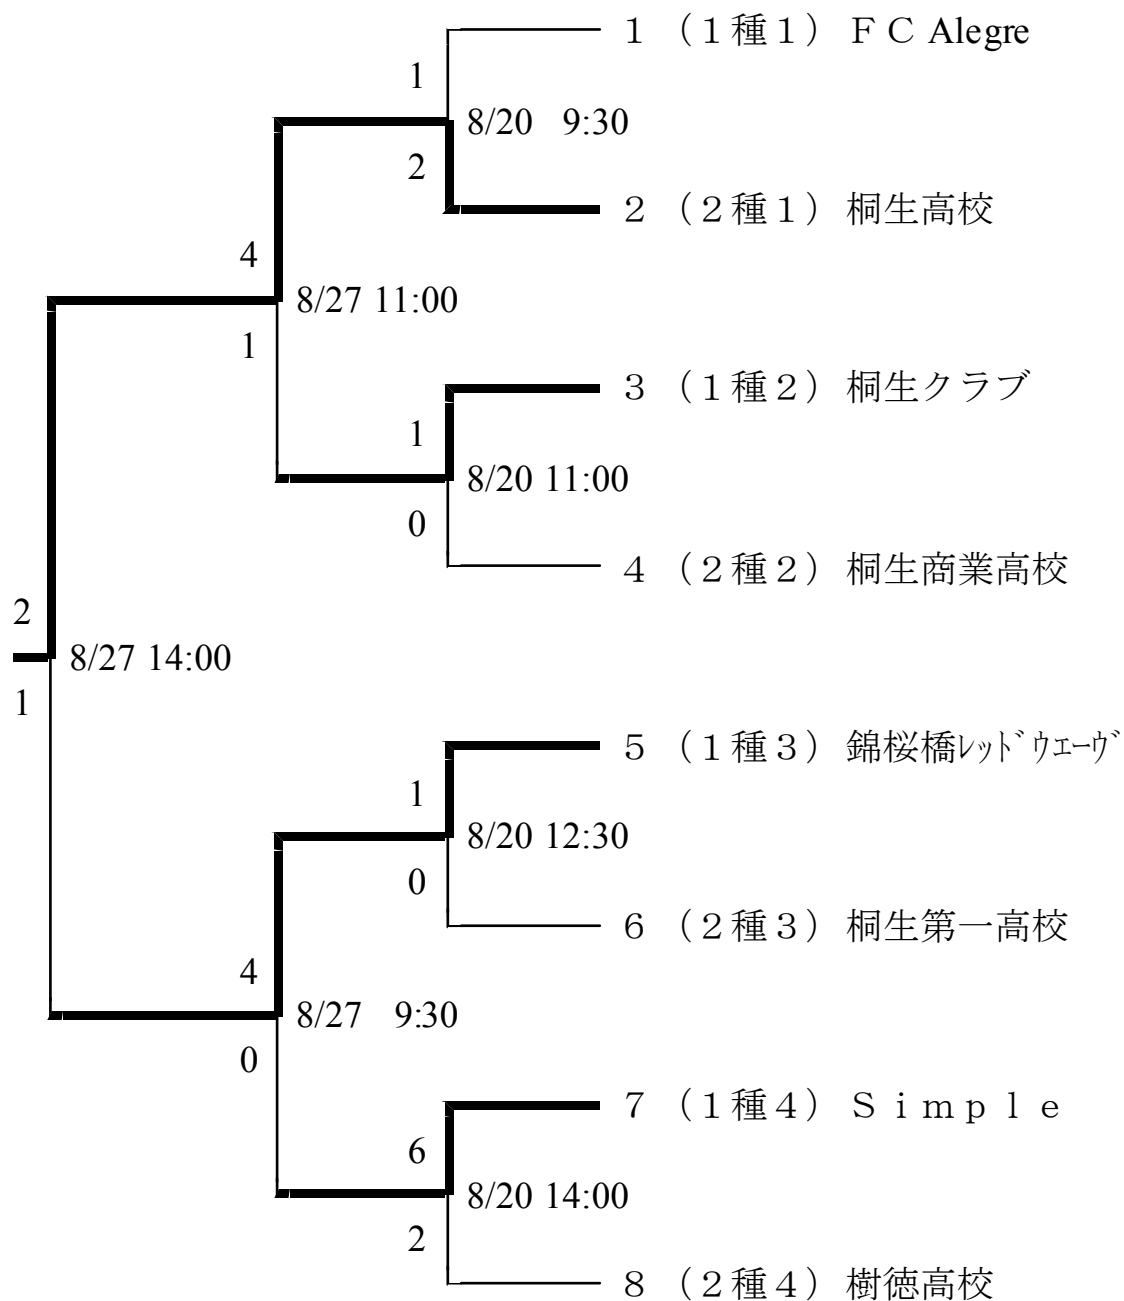 1 （１種１） ＦＣ Alegre
1
8/20 9:30
2
2 （２種１） 桐生高校
4
8/27 11:00
1
3 （１種２） 桐生クラブ
1
8/20 11:00
0
4 （２種２） 桐生商業高校
2
8/27 14:00
1
5 （１種３） 錦桜橋ﾚｯﾄﾞｳｴｰｳﾞ
1
8/20 12:30
0
6 （２種３） 桐生第一高校
4
8/27 9:30
0
7 （１種４） Ｓｉｍｐｌｅ
6
8/20 14:00
2
8 （２種４） 樹徳高校